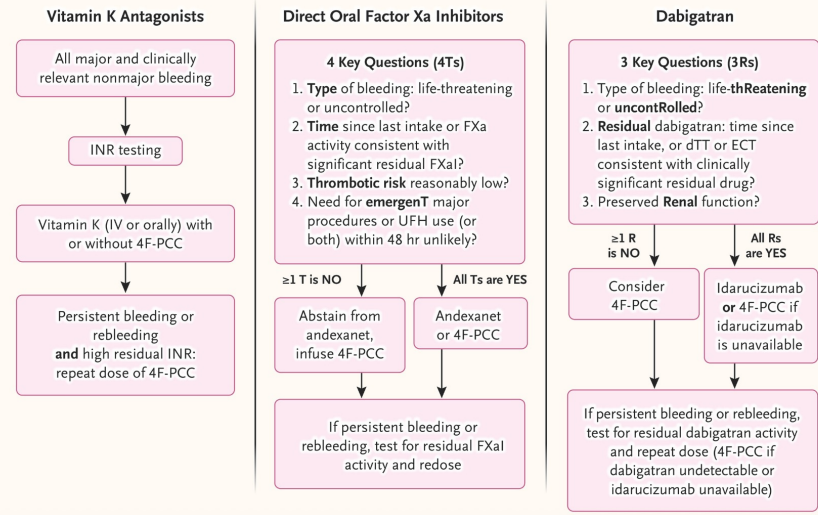 Vitamin K Antagonists
All major and clinically
relevant nonmajor bleeding
INR testing
Vitamin K (IV or orally) with
or without 4F-PCC
Persistent bleeding or
rebleeding
and high residual INR:
repeat dose of 4F-PCC
Direct Oral Factor Xa Inhibitors
4 Key Questions (4Ts)
1. Type of bleeding: life-threatening
or uncontrolled?
2. Time since last intake or FXa
activity consistent with
significant residual FXaI?
3. Thrombotic risk reasonably low?
4. Need for emergenT major
procedures or UFH use (or
both) within 48 hr unlikely?
≥1 T is NO
All Ts are YES
Abstain from
andexanet,
infuse 4F-PCC
Andexanet
or 4F-PCC
If persistent bleeding or
rebleeding, test for residual FXaI
activity and redose
Dabigatran
3 Key Questions (3Rs)
1. Type of bleeding: life-thReatening
or uncontRolled?
2. Residual dabigatran: time since
last intake, or dTT or ECT
consistent with clinically
significant residual drug?
3. Preserved Renal function?
≥1 R
is NO
All Rs
are YES
Consider
4F-PCC
Idarucizumab
or 4F-PCC if
idarucizumab
is unavailable
If persistent bleeding or rebleeding,
test for residual dabigatran activity
and repeat dose (4F-PCC if
dabigatran undetectable or
idarucizumab unavailable)